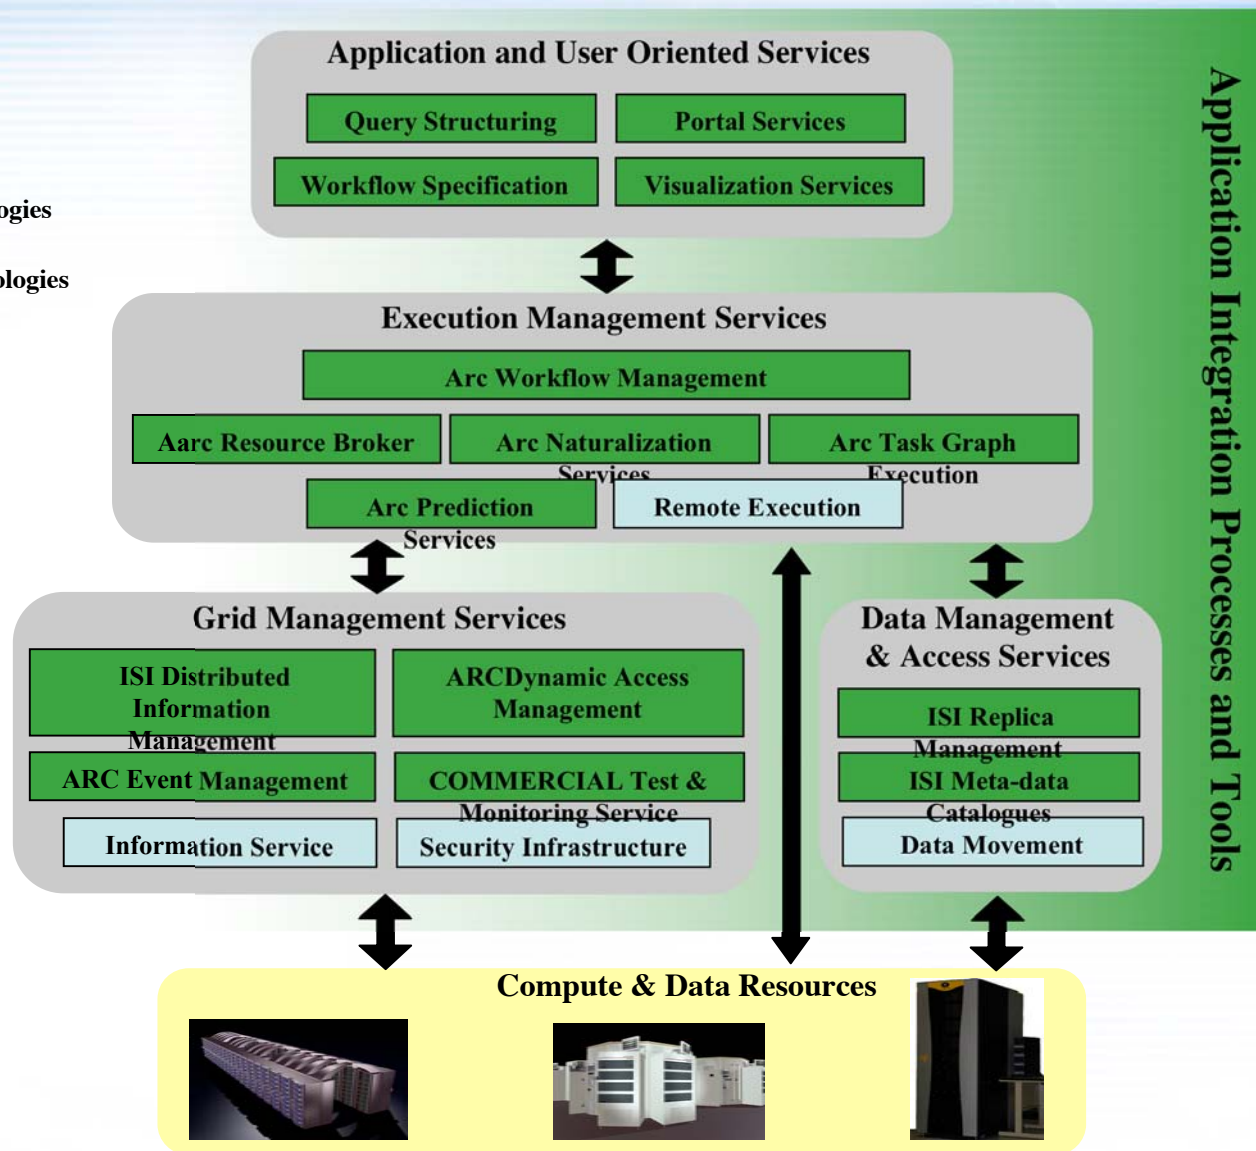 Application and User Oriented Services
Query Structuring
Portal Services
Workflow Specification
Visualization Services
ogies
ologies
Execution Management Services
Arc Workflow Management
Aarc Resource Broker
Arc Naturalization
Services
Arc Task Graph
Execution
Arc Prediction
Services
Remote Execution
Grid Management Services
ISI Distributed
Information
Management
ARCDynamic Access
Management
ARC Event Management
COMMERCIAL Test &
Monitoring Service
Information Service
Security Infrastructure
Data Management
& Access Services
ISI Replica
Management
ISI Meta-data
Catalogues
Data Movement
Compute & Data Resources
Application Integration Processes and Tools